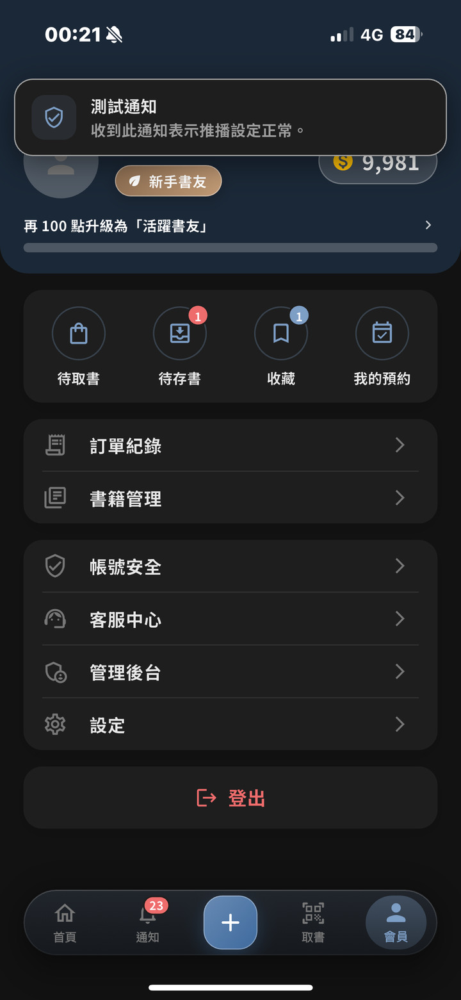 00:21
4G
84
測試通知
收到此通知表示推播設定正常。
9,981
新手書友
再 100 點升級為「活躍書友」
1
1
待取書
待存書
收藏
我的預約
訂單紀錄
書籍管理
帳號安全
客服中心
管理後台
設定
登出
23
首頁
通知
取書
會員